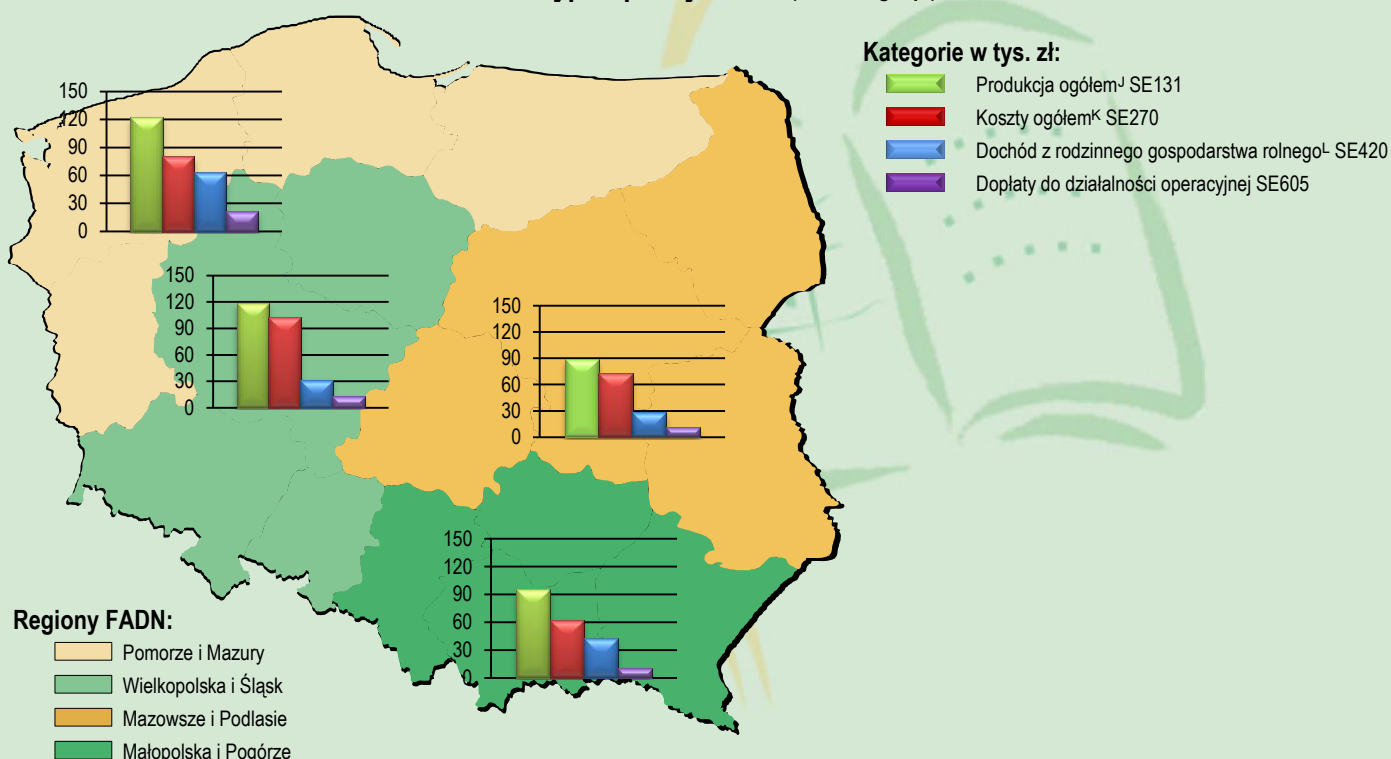 Kategorie w tys. zł:
Produkcja ogółemᴶ SE131
Koszty ogółemᴷ SE270
Dochód z rodzinnego gospodarstwa rolnegoᴸ SE420
Dopłaty do działalności operacyjnej SE605
150
120
90
60
30
0
150
120
90
60
30
0
150
120
90
60
30
0
150
120
90
60
30
0
Regiony FADN:
Pomorze i Mazury
Wielkopolska i Śląsk
Mazowsze i Podlasie
Małopolska i Pogórze